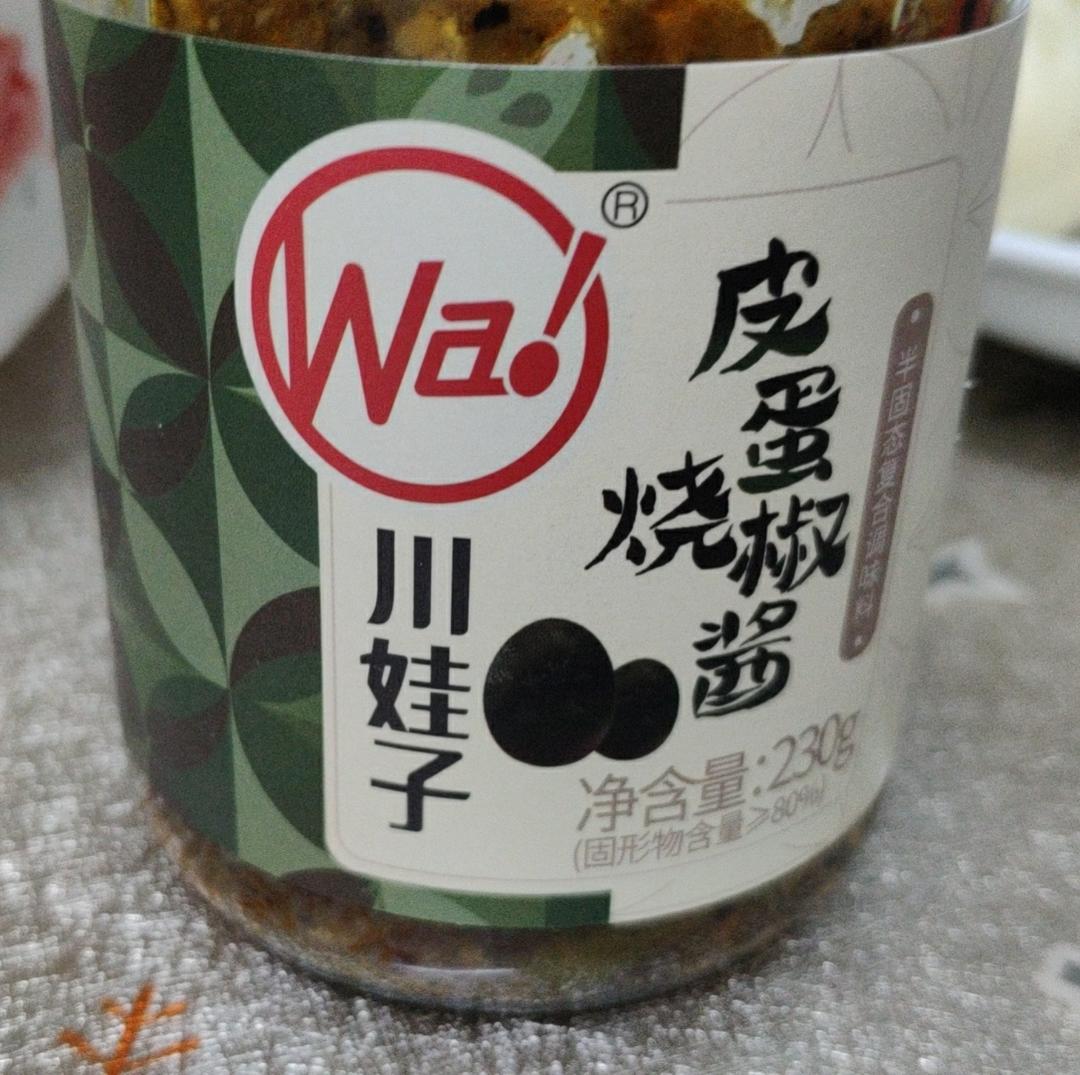 Wa!
®
川娃子
皮蛋
烧椒
酱
半固态复合调味料
净含量:230g
(固形物含量≥80%)